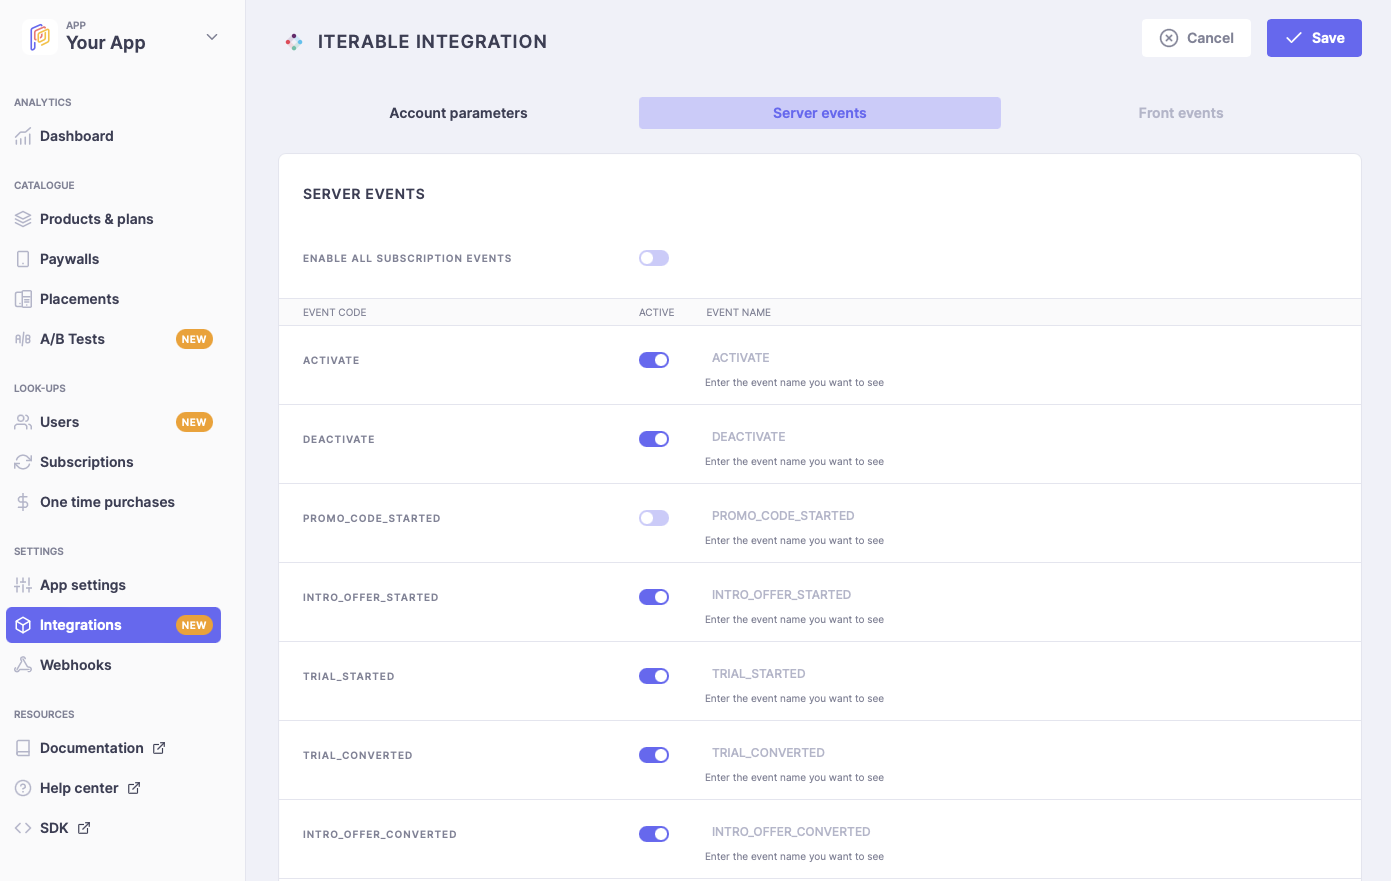 APP
Your App
ANALYTICS
Dashboard
CATALOGUE
Products & plans
Paywalls
Placements
A/B
A/B Tests
NEW
LOOK-UPS
Users
NEW
Subscriptions
One time purchases
SETTINGS
App settings
Integrations
NEW
Webhooks
RESOURCES
Documentation
Help center
SDK
ITERABLE INTEGRATION
Cancel
Save
Account parameters
Server events
Front events
SERVER EVENTS
ENABLE ALL SUBSCRIPTION EVENTS
EVENT CODE ACTIVE EVENT NAME
ACTIVATE
ACTIVATE
Enter the event name you want to see
DEACTIVATE
DEACTIVATE
Enter the event name you want to see
PROMO_CODE_STARTED
PROMO_CODE_STARTED
Enter the event name you want to see
INTRO_OFFER_STARTED
INTRO_OFFER_STARTED
Enter the event name you want to see
TRIAL_STARTED
TRIAL_STARTED
Enter the event name you want to see
TRIAL_CONVERTED
TRIAL_CONVERTED
Enter the event name you want to see
INTRO_OFFER_CONVERTED
INTRO_OFFER_CONVERTED
Enter the event name you want to see